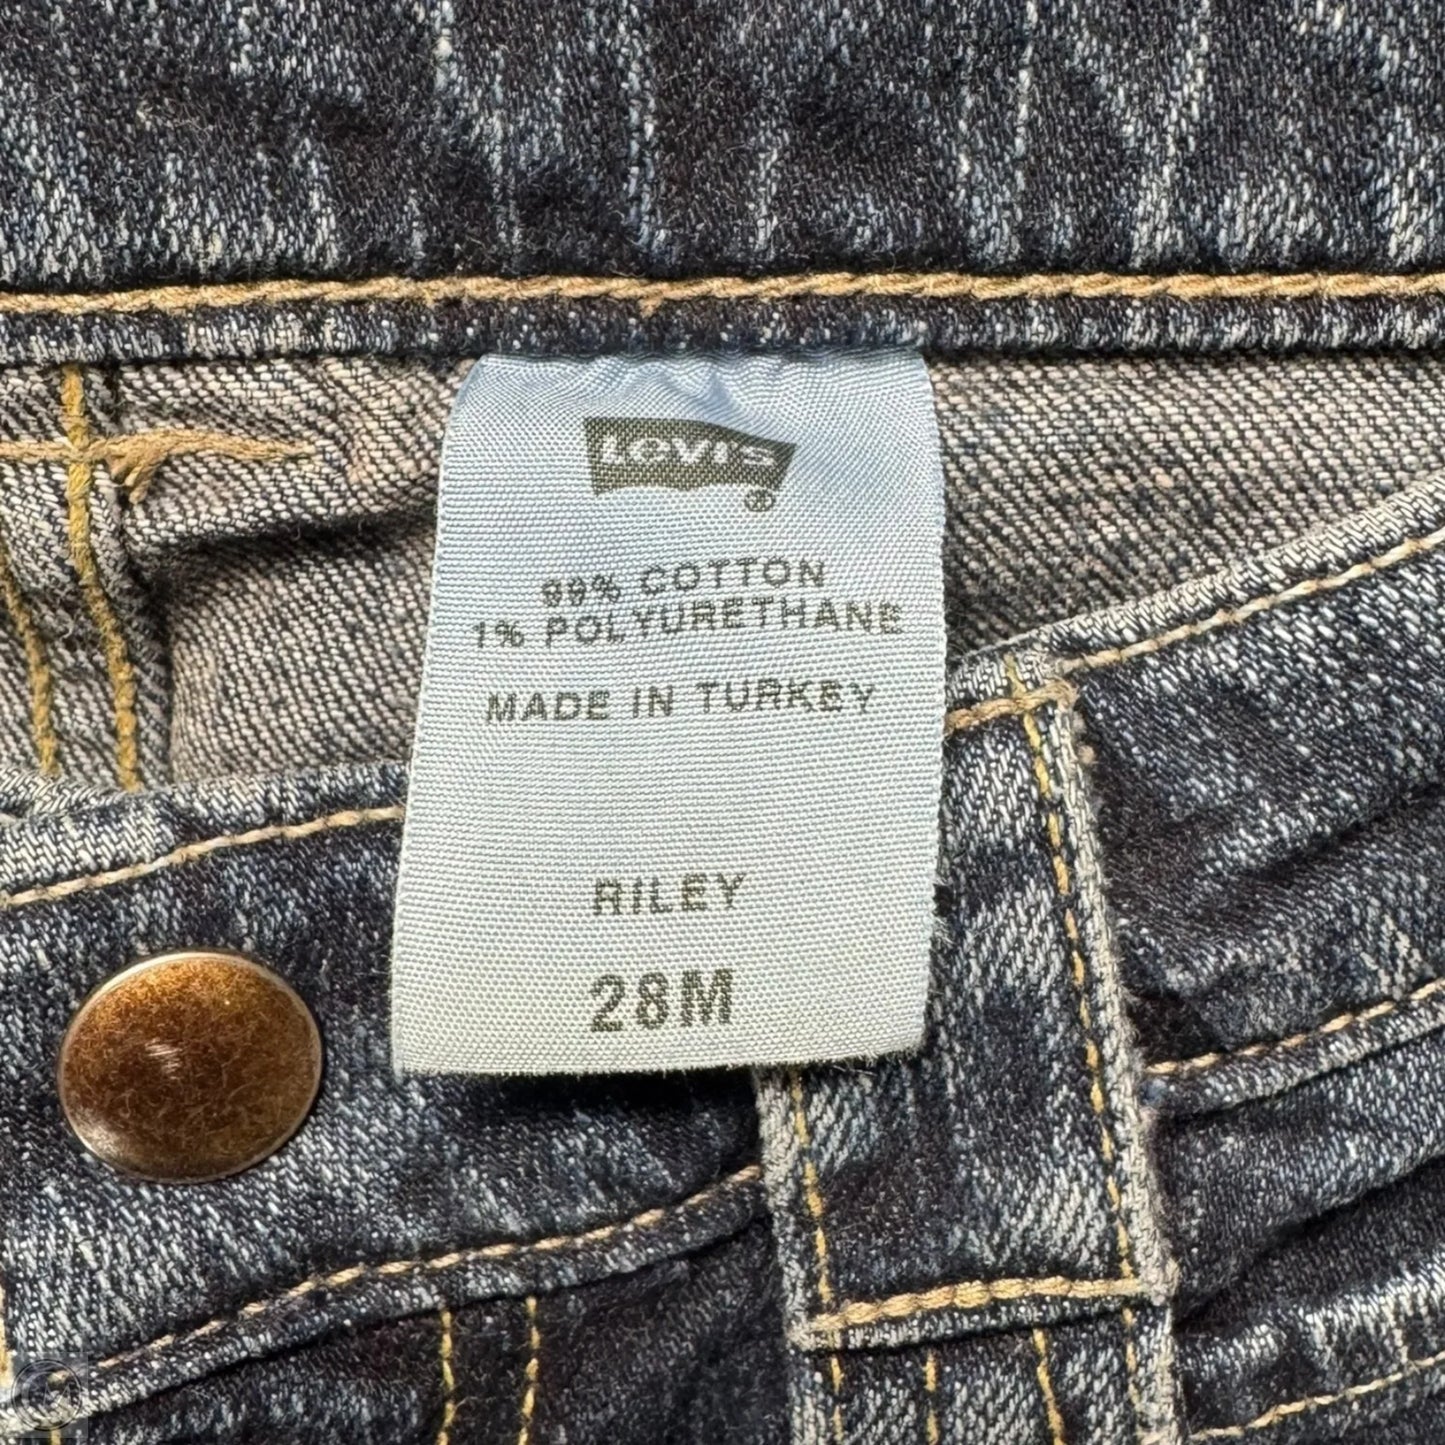 Levi's
®
99% COTTON
1% POLYURETHANE
MADE IN TURKEY
RILEY
28M